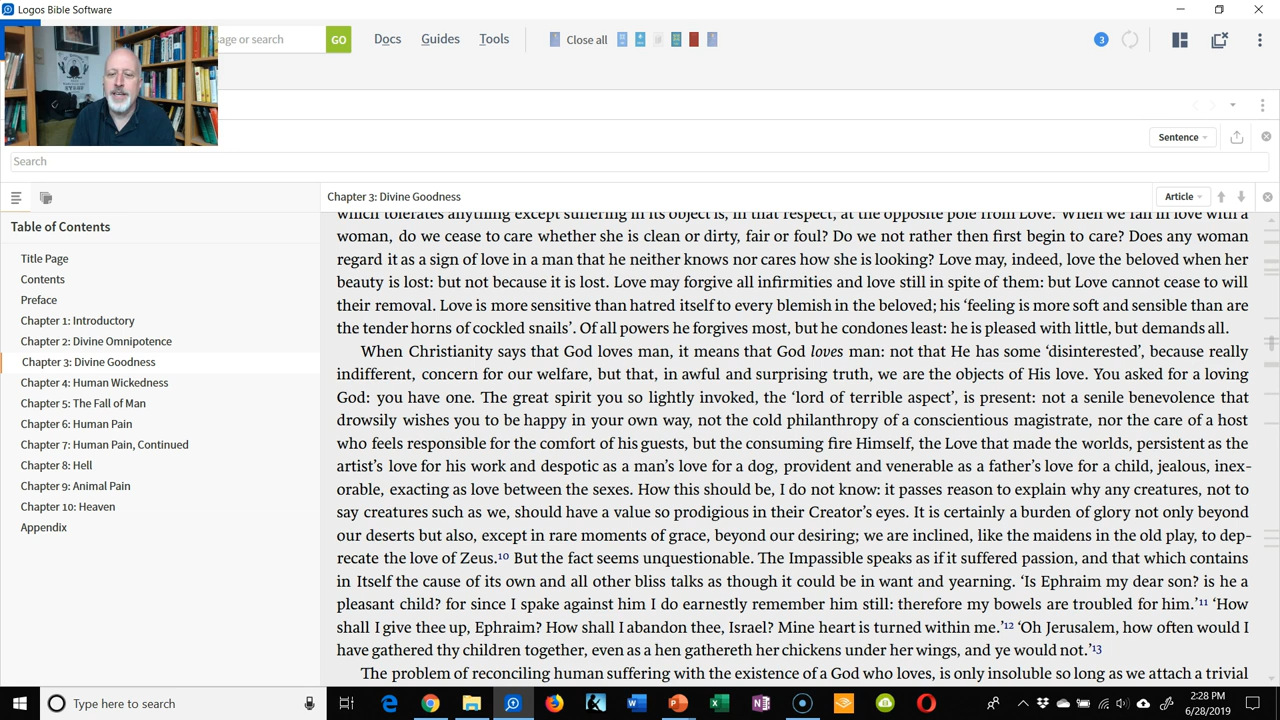 Logos Bible Software
age or search
GO
Docs
Guides
Tools
Close all
3
Sentence
Search
Chapter 3: Divine Goodness
Article
Table of Contents
Title Page
Contents
Preface
Chapter 1: Introductory
Chapter 2: Divine Omnipotence
Chapter 3: Divine Goodness
Chapter 4: Human Wickedness
Chapter 5: The Fall of Man
Chapter 6: Human Pain
Chapter 7: Human Pain, Continued
Chapter 8: Hell
Chapter 9: Animal Pain
Chapter 10: Heaven
Appendix
which tolerates anything except suffering in its object is, in that respect, at the opposite pole from Love. When we fall in love with a
woman, do we cease to care whether she is clean or dirty, fair or foul? Do we not rather then first begin to care? Does any woman
regard it as a sign of love in a man that he neither knows nor cares how she is looking? Love may, indeed, love the beloved when her
beauty is lost: but not because it is lost. Love may forgive all infirmities and love still in spite of them: but Love cannot cease to will
their removal. Love is more sensitive than hatred itself to every blemish in the beloved; his ‘feeling is more soft and sensible than are
the tender horns of cockled snails’. Of all powers he forgives most, but he condones least: he is pleased with little, but demands all.
When Christianity says that God loves man, it means that God loves man: not that He has some ‘disinterested’, because really
indifferent, concern for our welfare, but that, in awful and surprising truth, we are the objects of His love. You asked for a loving
God: you have one. The great spirit you so lightly invoked, the ‘lord of terrible aspect’, is present: not a senile benevolence that
drowsily wishes you to be happy in your own way, not the cold philanthropy of a conscientious magistrate, nor the care of a host
who feels responsible for the comfort of his guests, but the consuming fire Himself, the Love that made the worlds, persistent as the
artist’s love for his work and despotic as a man’s love for a dog, provident and venerable as a father’s love for a child, jealous, inex-
orable, exacting as love between the sexes. How this should be, I do not know: it passes reason to explain why any creatures, not to
say creatures such as we, should have a value so prodigious in their Creator’s eyes. It is certainly a burden of glory not only beyond
our deserts but also, except in rare moments of grace, beyond our desiring; we are inclined, like the maidens in the old play, to dep-
recate the love of Zeus.10 But the fact seems unquestionable. The Impassible speaks as if it suffered passion, and that which contains
in Itself the cause of its own and all other bliss talks as though it could be in want and yearning. ‘Is Ephraim my dear son? is he a
pleasant child? for since I spake against him I do earnestly remember him still: therefore my bowels are troubled for him.’11 ‘How
shall I give thee up, Ephraim? How shall I abandon thee, Israel? Mine heart is turned within me.’12 ‘Oh Jerusalem, how often would I
have gathered thy children together, even as a hen gathereth her chickens under her wings, and ye would not.’13
The problem of reconciling human suffering with the existence of a God who loves, is only insoluble so long as we attach a trivial
Type here to search
2:28 PM
6/28/2019